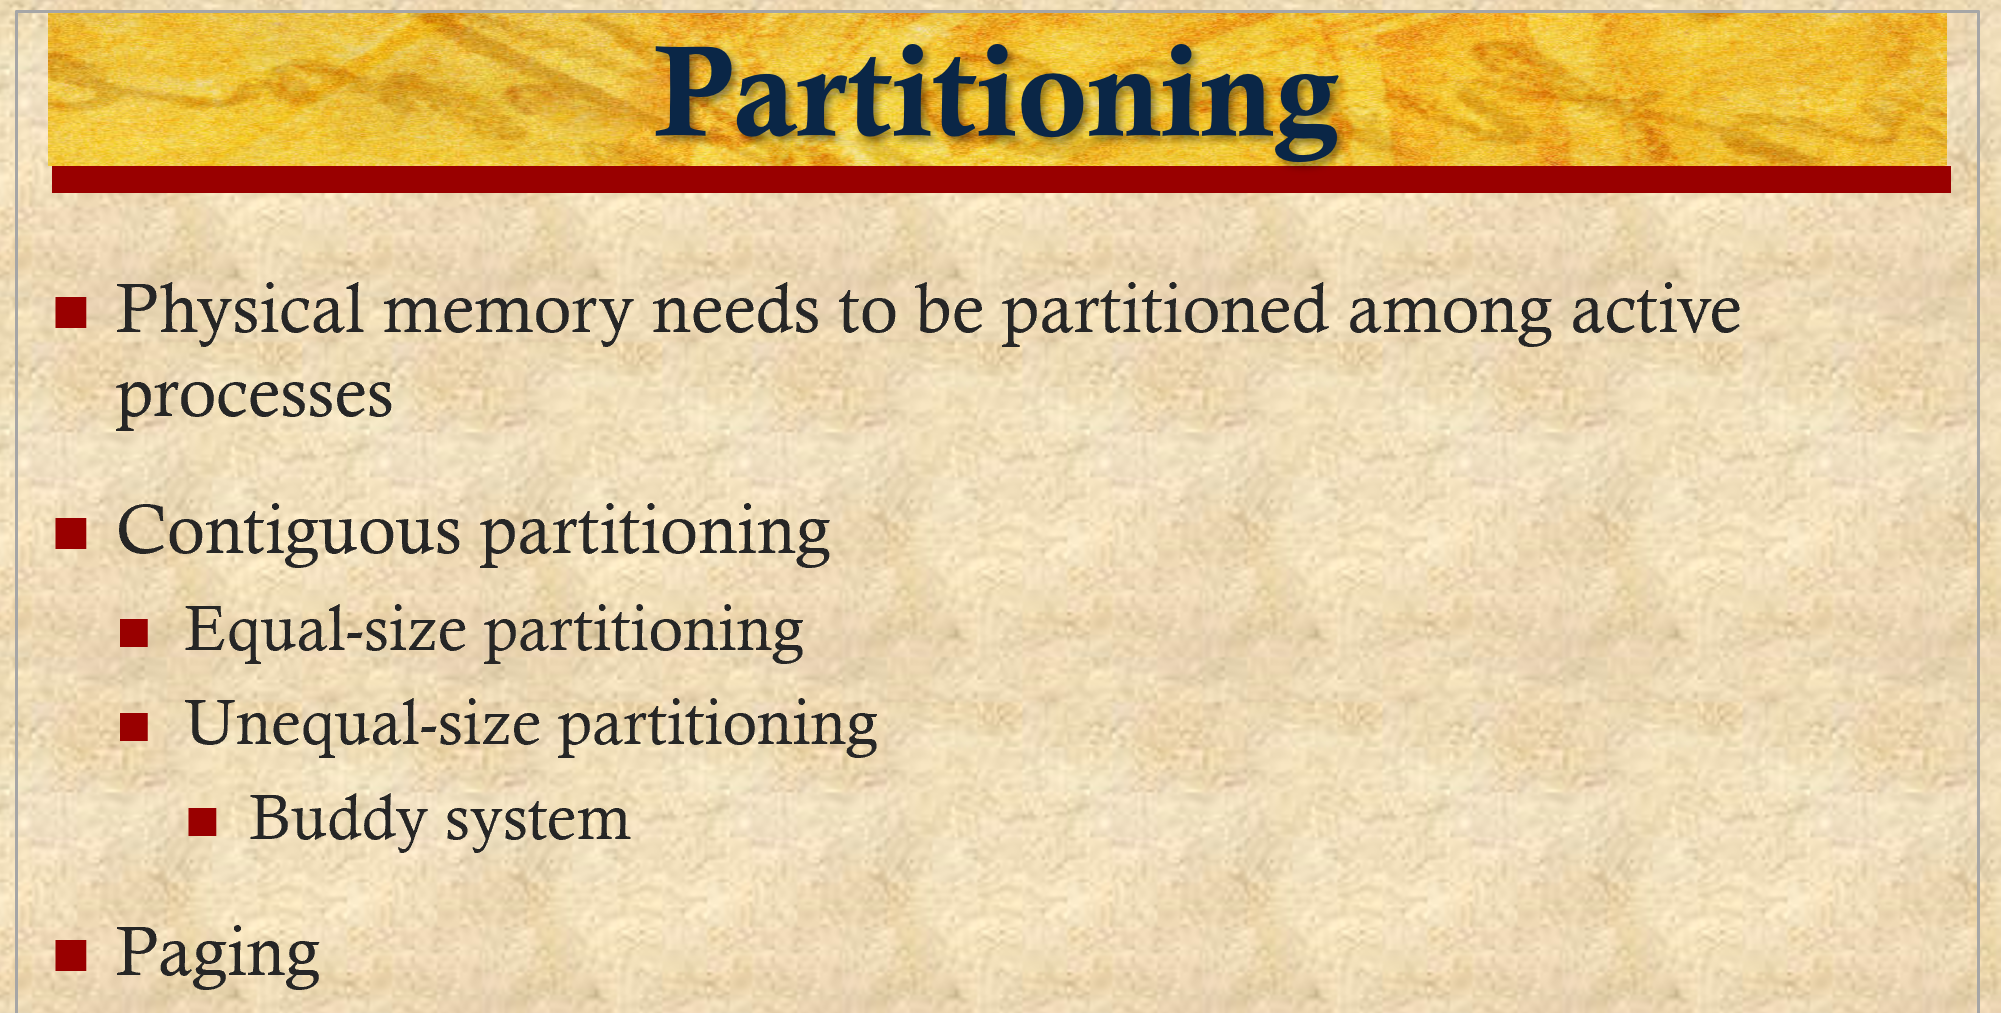 Partitioning
Physical memory needs to be partitioned among active
processes
Contiguous partitioning
Equal-size partitioning
Unequal-size partitioning
Buddy system
Paging